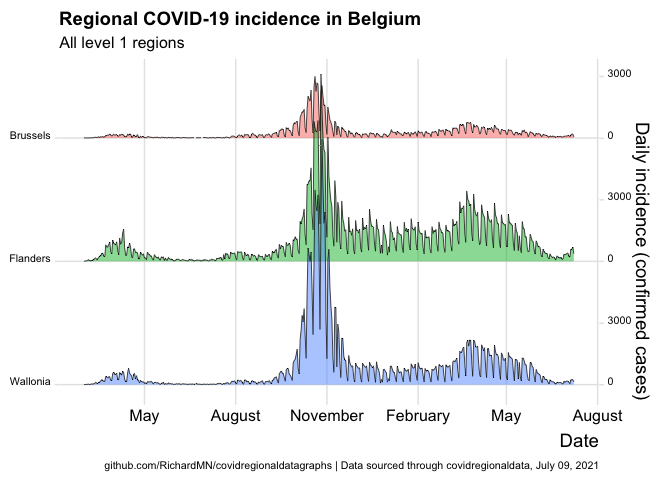 Regional COVID-19 incidence in Belgium
All level 1 regions
3000
Brussels
0
3000
Flanders
0
3000
Wallonia
0
Daily incidence (confirmed cases)
May August November February May August
Date
github.com/RichardMN/covidregionaldatagraphs | Data sourced through covidregionaldata, July 09, 2021